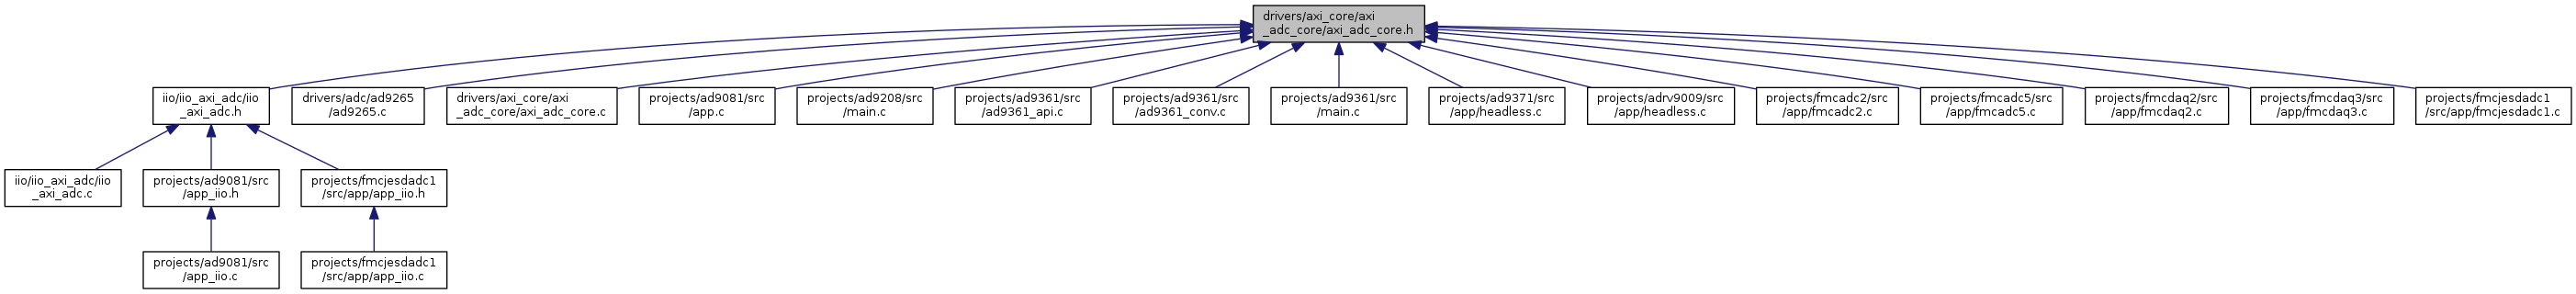 drivers/axi_core/axi
_adc_core/axi_adc_core.h
iio/iio_axi_adc/iio
_axi_adc.h
drivers/adc/ad9265
/ad9265.c
drivers/axi_core/axi
_adc_core/axi_adc_core.c
projects/ad9081/src
/app.c
projects/ad9208/src
/main.c
projects/ad9361/src
/ad9361_api.c
projects/ad9361/src
/ad9361_conv.c
projects/ad9361/src
/main.c
projects/ad9371/src
/app/headless.c
projects/adrv9009/src
/app/headless.c
projects/fmcadc2/src
/app/fmcadc2.c
projects/fmcadc5/src
/app/fmcadc5.c
projects/fmcdaq2/src
/app/fmcdaq2.c
projects/fmcdaq3/src
/app/fmcdaq3.c
projects/fmcjesdadc1
/src/app/fmcjesdadc1.c
iio/iio_axi_adc/iio
_axi_adc.c
projects/ad9081/src
/app_iio.h
projects/fmcjesdadc1
/src/app/app_iio.h
projects/ad9081/src
/app_iio.c
projects/fmcjesdadc1
/src/app/app_iio.c